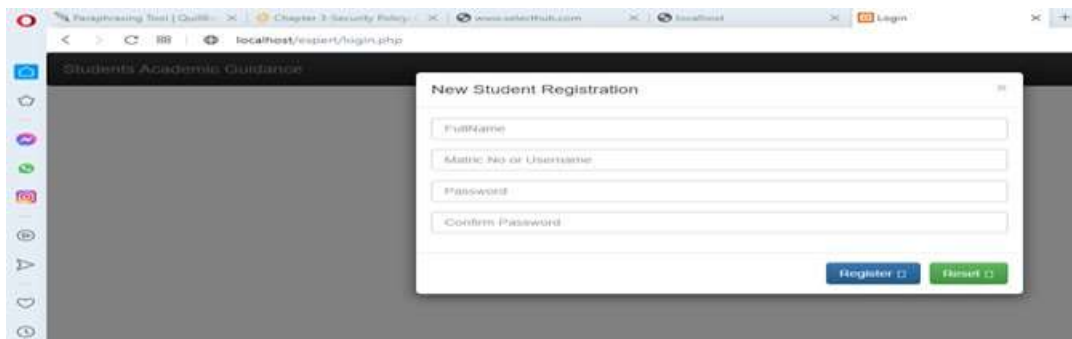 Paraphrasing Tool | Quill
Chapter 3 Security Policy
www.selecthub.com
localhost
Login
localhost/expert/login.php
Students Academic Guidance
New Student Registration
×
FullName
Matric No or Username
Password
Confirm Password
Register
Reset